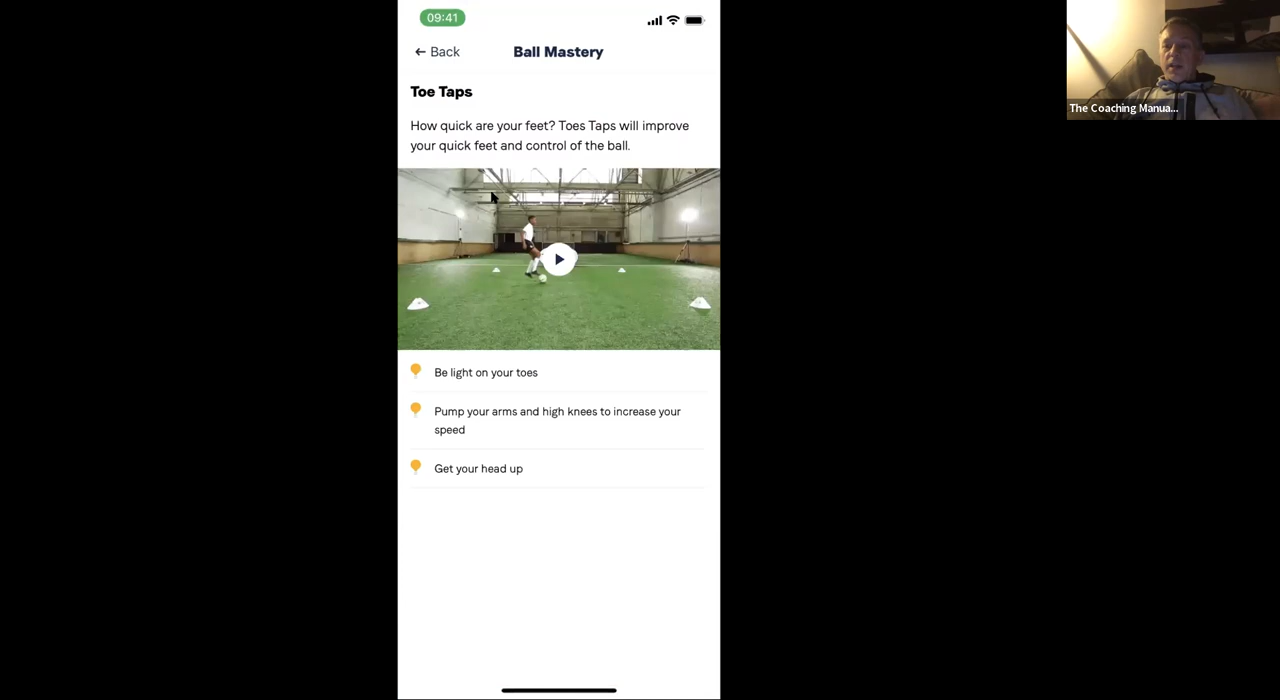 09:41
← Back
Ball Mastery
Toe Taps
How quick are your feet? Toes Taps will improve
your quick feet and control of the ball.
Be light on your toes
Pump your arms and high knees to increase your
speed
Get your head up
The Coaching Manua...